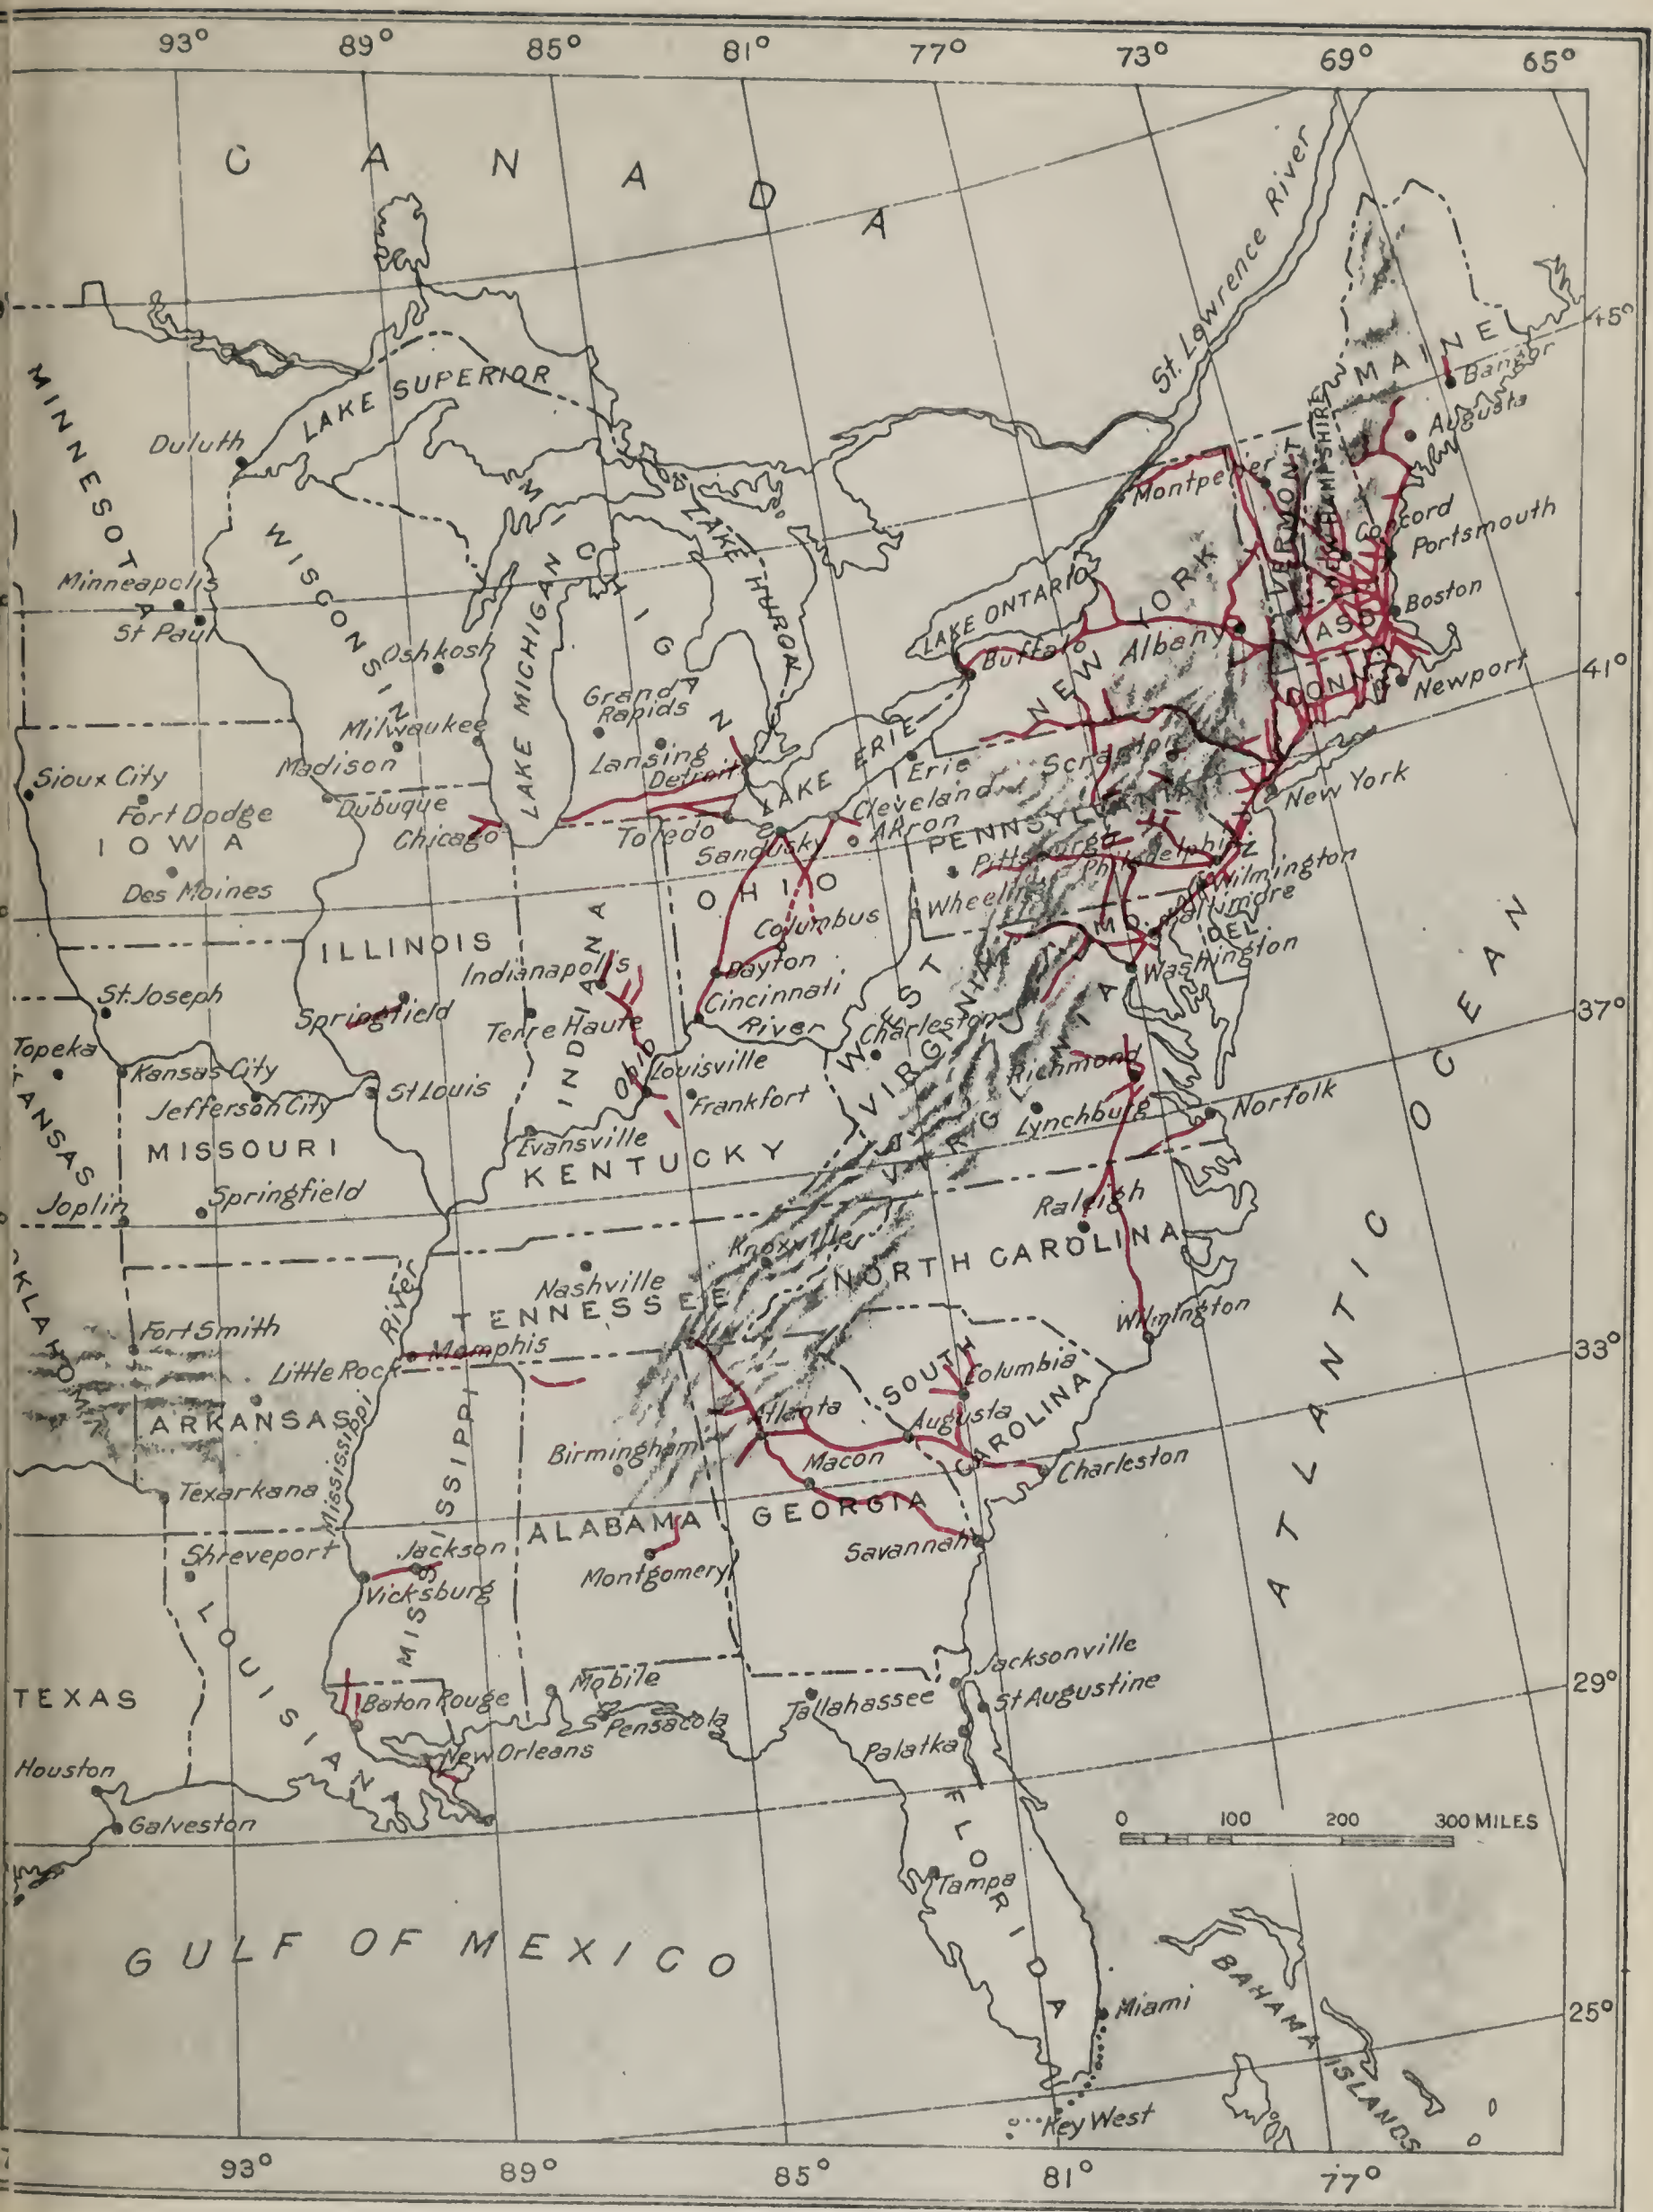 93°
89°
85°
81°
77°
73°
69°
65°
CANADA
St. Lawrence River
45°
MAINE
Bangor
Augusta
MINNESOTA
LAKE SUPERIOR
Duluth
Montpelier
VERMONT
NEW HAMPSHIRE
Concord
Portsmouth
WISCONSIN
MICHIGAN
LAKE HURON
Minneapolis
St Paul
LAKE MICHIGAN
LAKE ONTARIO
NEW YORK
Boston
Oshkosh
Buffalo
Albany
MASS
CONN
Newport
41°
Grand
Rapids
Milwaukee
Lansing
Detroit
LAKE ERIE
Erie
Scranton
Sioux City
Madison
Fort Dodge
Dubuque
Chicago
Toledo
Cleveland
Akron
New York
IOWA
Sandusky
PENNSYLVANIA
Pittsburgh
Philadelphia
N
J
Des Moines
OHIO
Wheeling
Wilmington
Baltimore
Columbus
MD.
DEL
ILLINOIS
INDIANA
Indianapolis
Dayton
Washington
ATLANTIC OCEAN
St. Joseph
Springfield
Cincinnati
WEST VIRGINIA
37°
Terre Haute
Ohio River
Charleston
VIRGINIA
Topeka
KANSAS
Kansas City
Louisville
Richmond
Jefferson City
St Louis
Frankfort
Lynchburg
Norfolk
MISSOURI
Evansville
KENTUCKY
Joplin
Springfield
Raleigh
Knoxville
NORTH CAROLINA
Nashville
TENNESSEE
OKLAHOMA
Fort Smith
Wilmington
Memphis
Little Rock
Mississippi River
33°
SOUTH CAROLINA
Columbia
ARKANSAS
Atlanta
Augusta
MISSISSIPPI
Birmingham
Macon
Charleston
Texarkana
ALABAMA
GEORGIA
Shreveport
Jackson
Savannah
Vicksburg
Montgomery
LOUISIANA
Jacksonville
TEXAS
Baton Rouge
Mobile
Tallahassee
St Augustine
29°
Pensacola
Palatka
New Orleans
Houston
Galveston
FLORIDA
0 100 200 300 MILES
Tampa
GULF OF MEXICO
BAHAMA ISLANDS
Miami
25°
Key West
93°
89°
85°
81°
77°